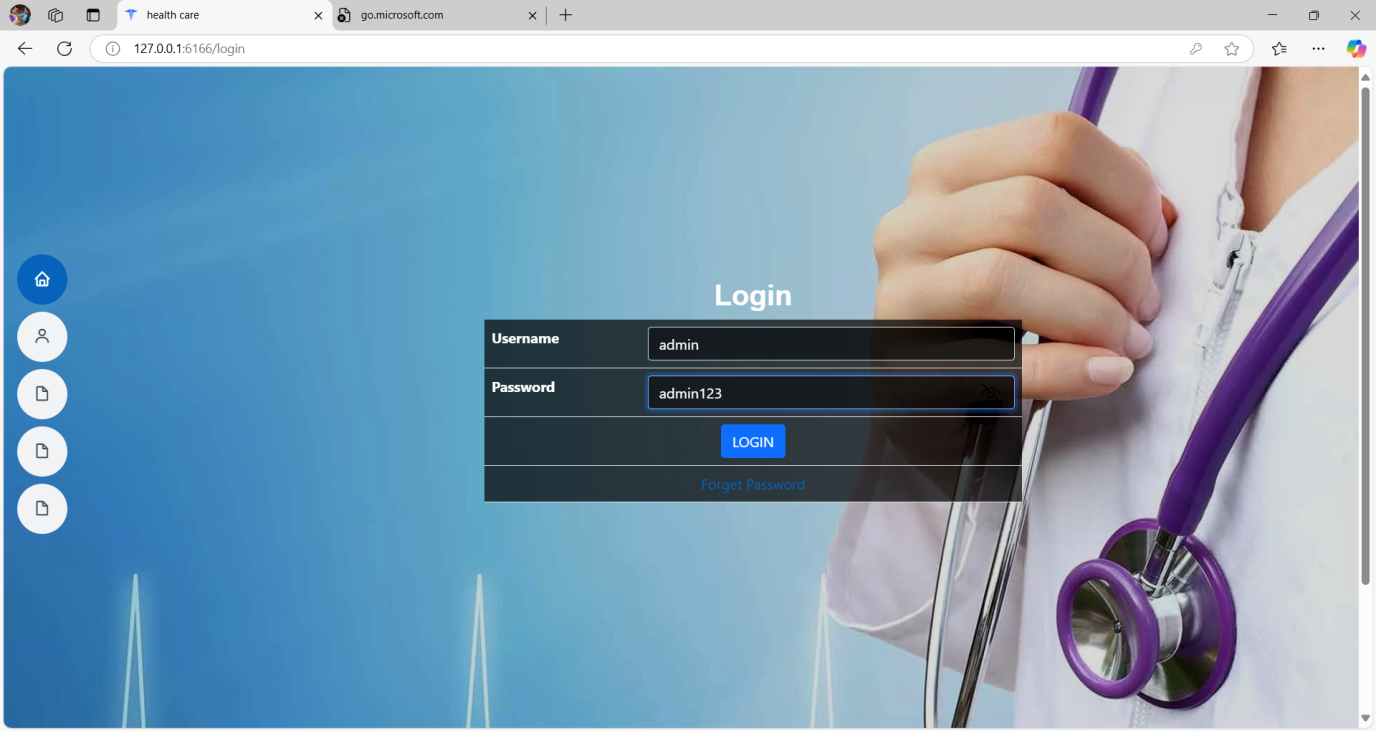 health care
go.microsoft.com
127.0.0.1:6166/login
Login
Username
admin
Password
admin123
LOGIN
Forget Password